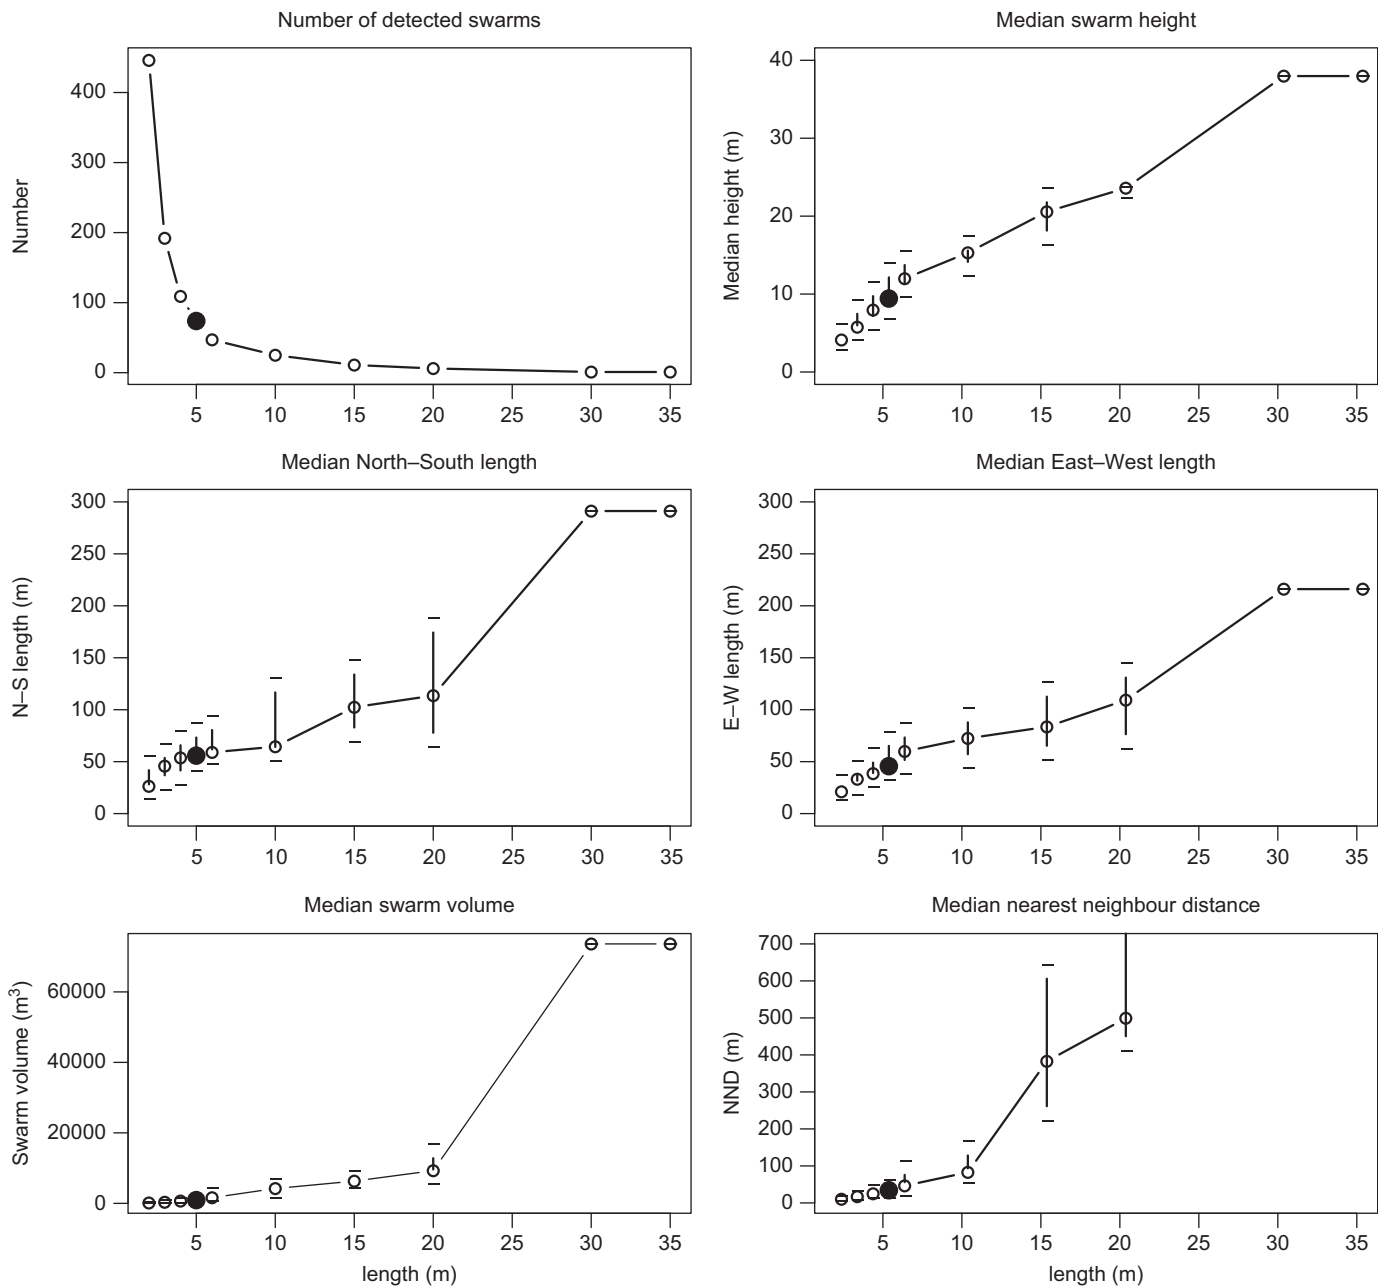 Number of detected swarms
Number
400
300
200
100
0
5 10 15 20 25 30 35
Median swarm height
Median height (m)
40
30
20
10
0
5 10 15 20 25 30 35
Median North–South length
N–S length (m)
300
250
200
150
100
50
0
5 10 15 20 25 30 35
Median East–West length
E–W length (m)
300
250
200
150
100
50
0
5 10 15 20 25 30 35
Median swarm volume
Swarm volume (m³)
60000
40000
20000
0
5 10 15 20 25 30 35
length (m)
Median nearest neighbour distance
NND (m)
700
600
500
400
300
200
100
0
5 10 15 20 25 30 35
length (m)